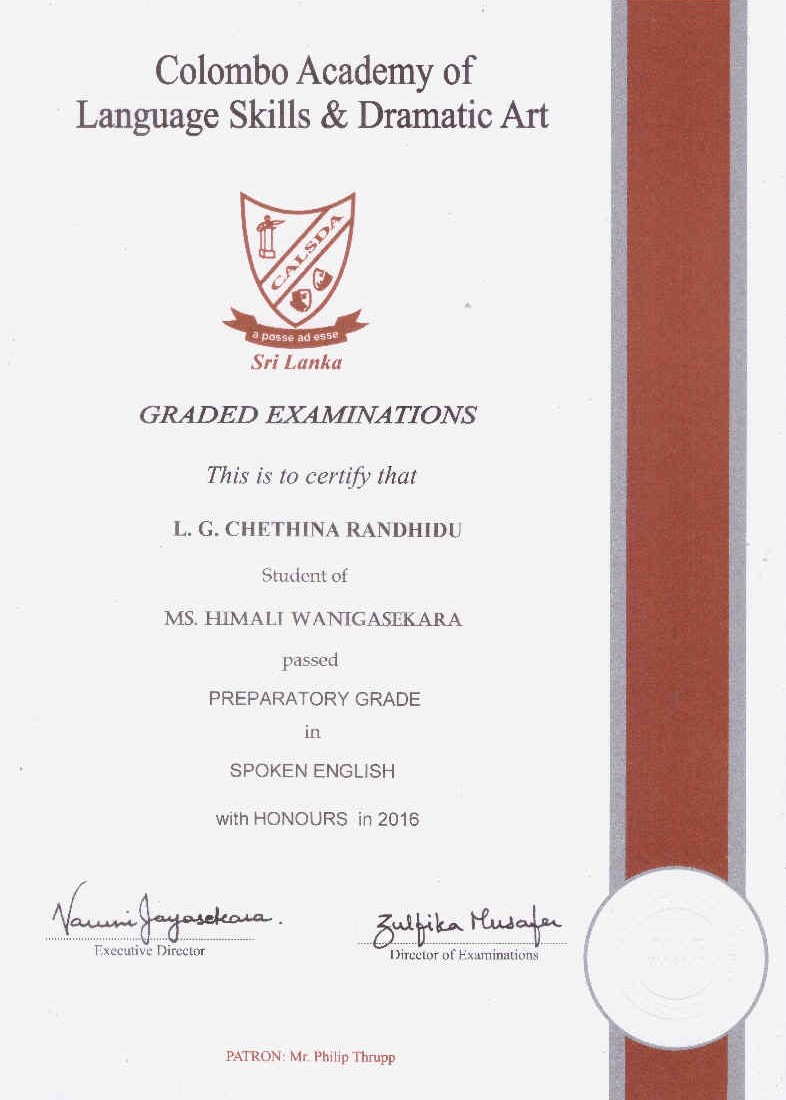 Colombo Academy of
Language Skills & Dramatic Art
CALSDA
a posse ad esse
Sri Lanka
GRADED EXAMINATIONS
This is to certify that
L. G. CHETHINA RANDHIDU
Student of
MS. HIMALI WANIGASEKARA
passed
PREPARATORY GRADE
in
SPOKEN ENGLISH
with HONOURS in 2016
Varuni Jayasekara. Zulfika Musafer
Executive Director Director of Examinations
PATRON: Mr. Philip Thrupp